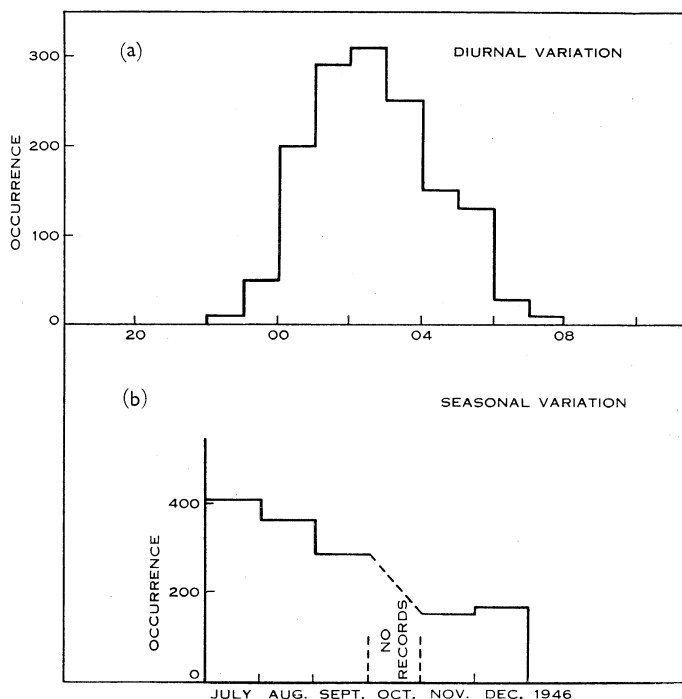 (a)
DIURNAL VARIATION
300
200
100
0
OCCURRENCE
20 00 04 08
(b)
SEASONAL VARIATION
400
200
0
OCCURRENCE
NO
RECORDS
JULY AUG. SEPT. OCT. NOV. DEC. 1946